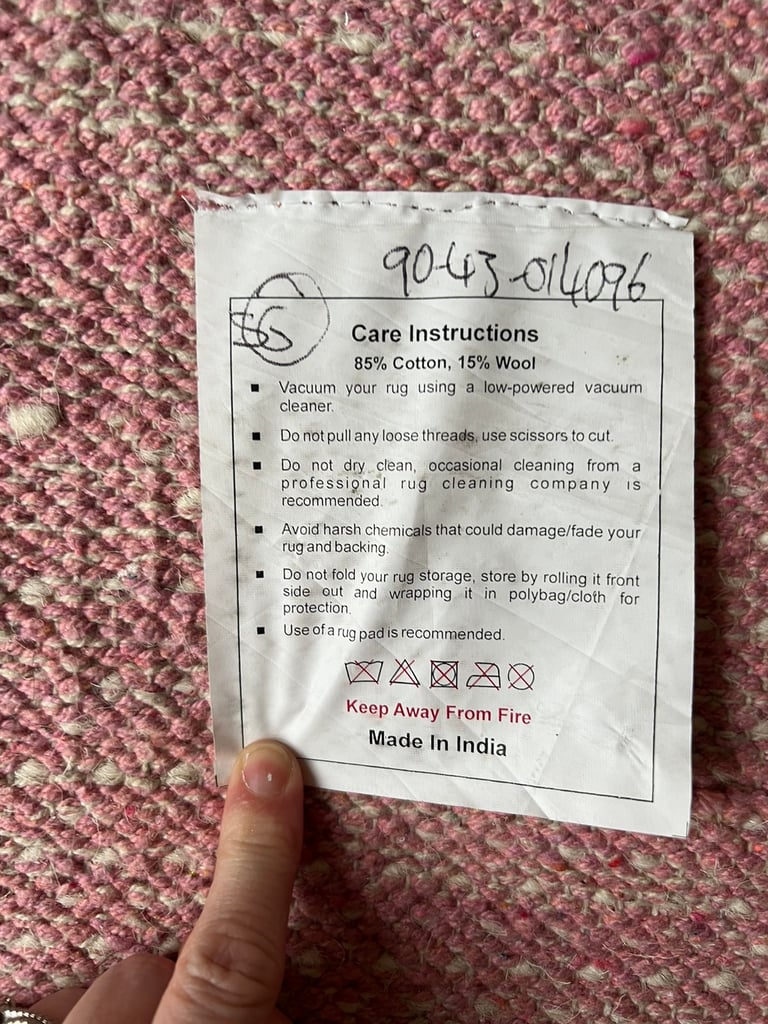 90-43-014096
SG
Care Instructions
85% Cotton, 15% Wool
▪ Vacuum your rug using a low-powered vacuum
cleaner.
▪ Do not pull any loose threads, use scissors to cut.
▪ Do not dry clean, occasional cleaning from a
professional rug cleaning company is
recommended.
▪ Avoid harsh chemicals that could damage/fade your
rug and backing.
▪ Do not fold your rug storage, store by rolling it front
side out and wrapping it in polybag/cloth for
protection.
▪ Use of a rug pad is recommended.
Keep Away From Fire
Made In India